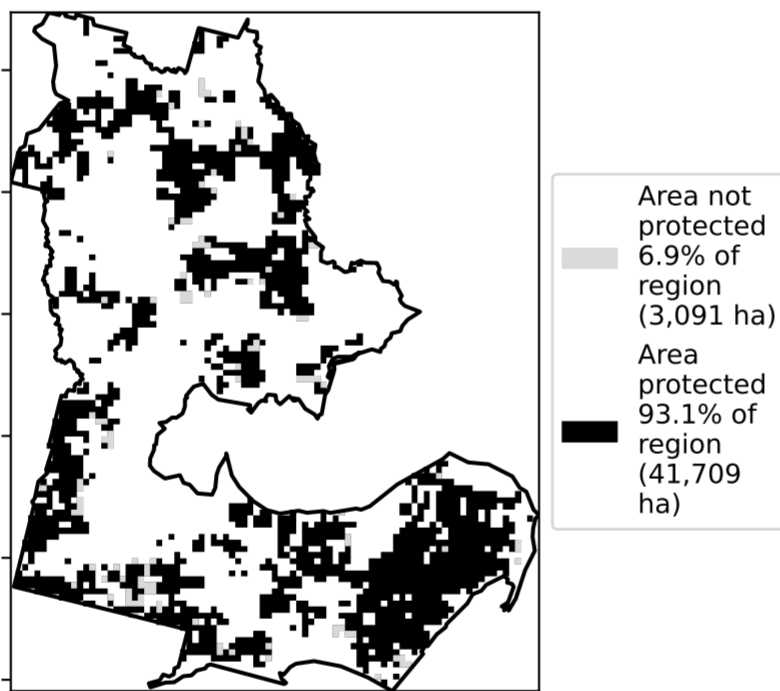 Area not
protected
6.9% of
region
(3,091 ha)
Area
protected
93.1% of
region
(41,709
ha)